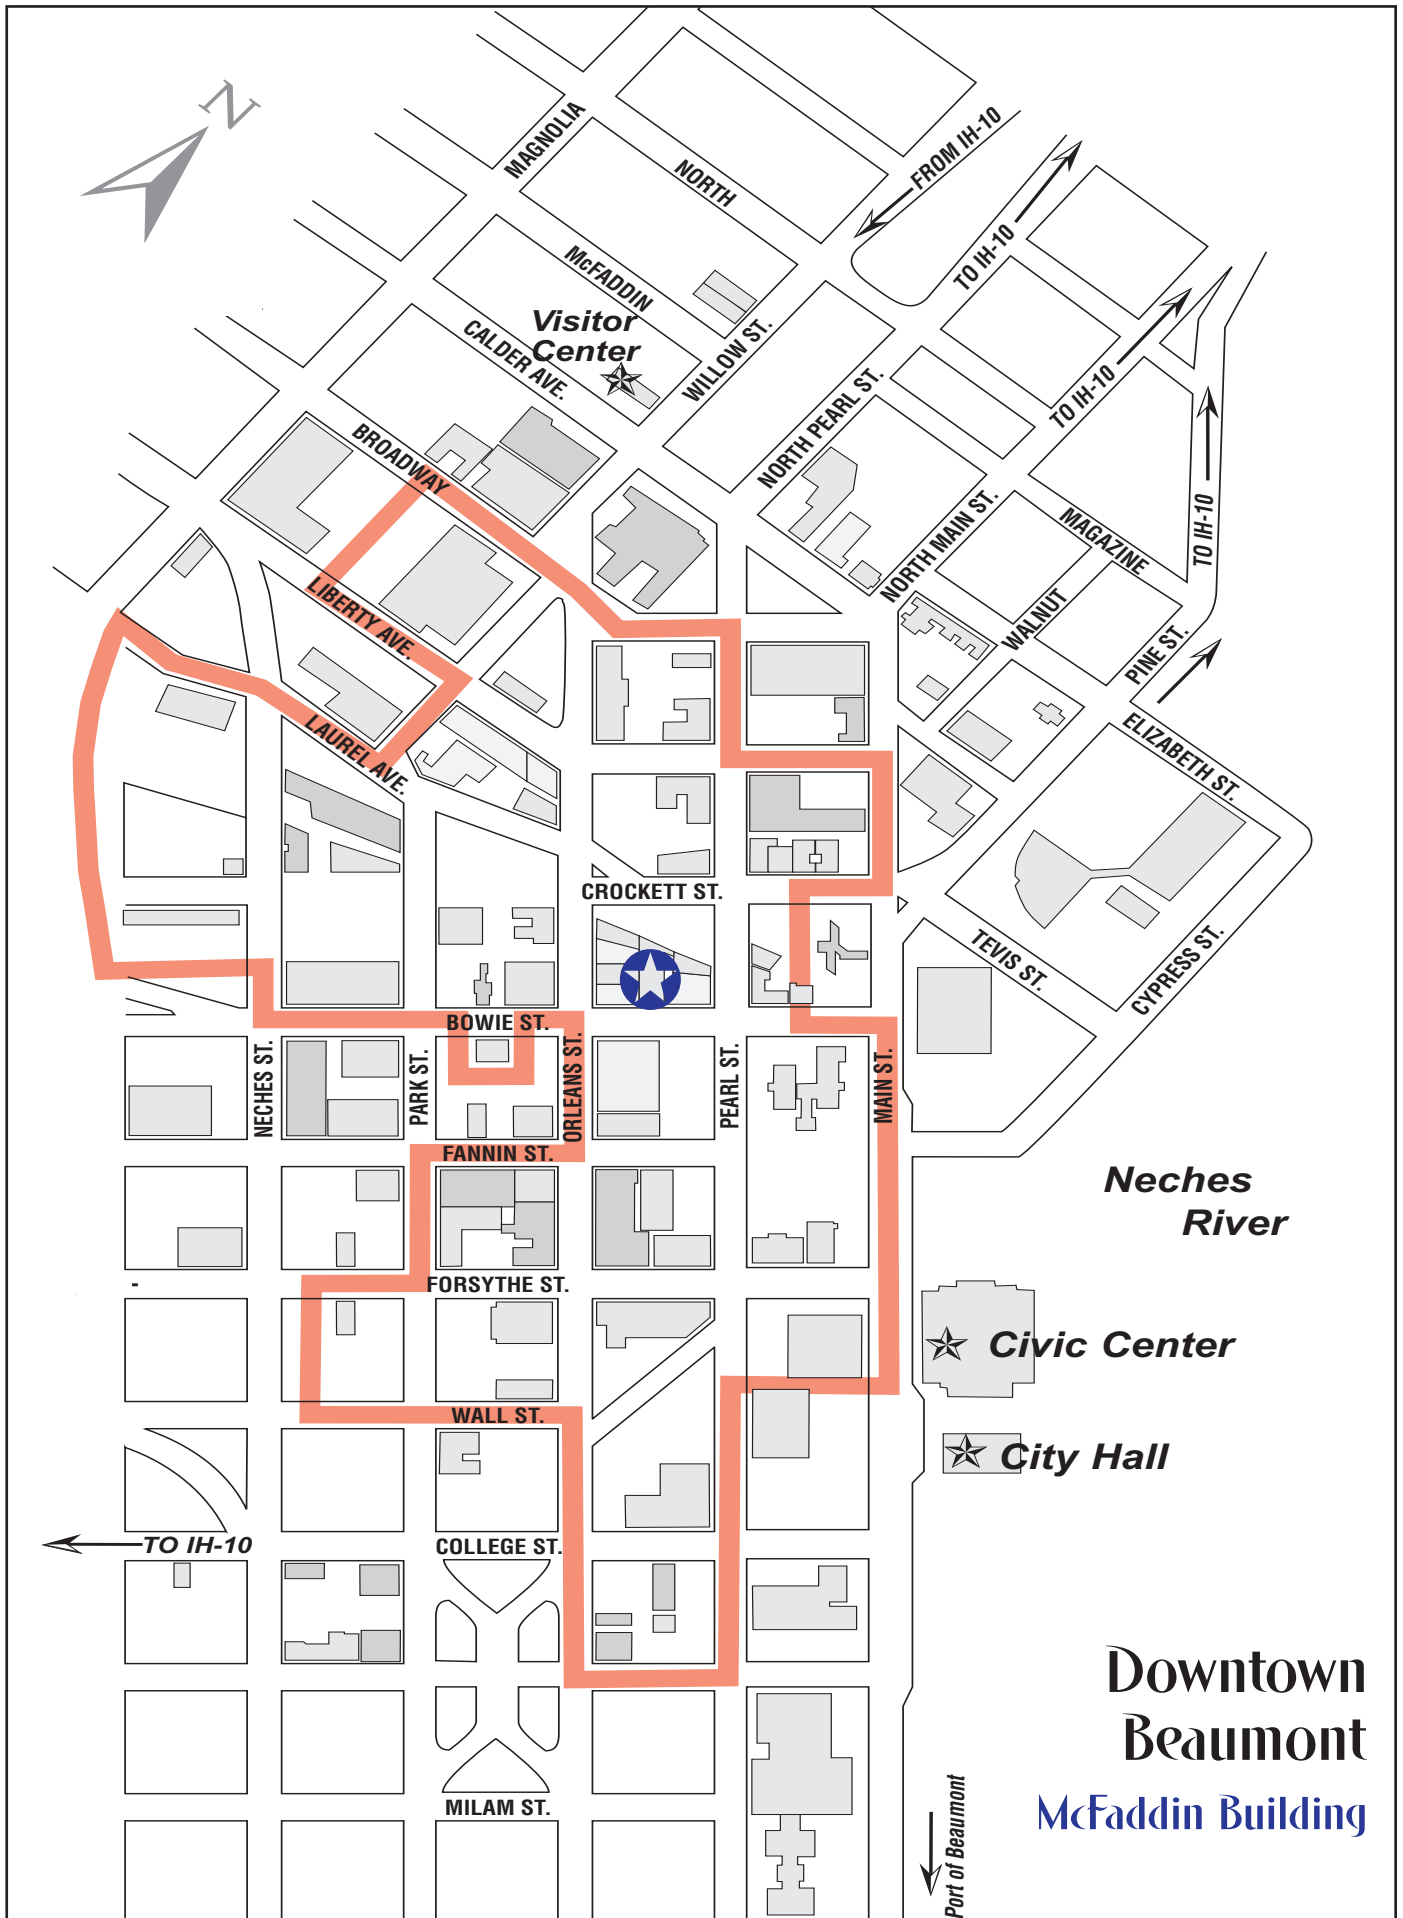 N
MAGNOLIA
FROM IH-10
NORTH
TO IH-10
McFADDIN
Visitor
Center
CALDER AVE.
WILLOW ST.
TO IH-10
NORTH PEARL ST.
BROADWAY
TO IH-10
NORTH MAIN ST.
MAGAZINE
LIBERTY AVE.
WALNUT
PINE ST.
LAUREL AVE.
ELIZABETH ST.
CROCKETT ST.
TEVIS ST.
CYPRESS ST.
BOWIE ST.
NECHES ST.
PARK ST.
ORLEANS ST.
PEARL ST.
MAIN ST.
FANNIN ST.
Neches
River
FORSYTHE ST.
Civic Center
WALL ST.
City Hall
TO IH-10
COLLEGE ST.
Downtown
Beaumont
MILAM ST.
McFaddin Building
Port of Beaumont